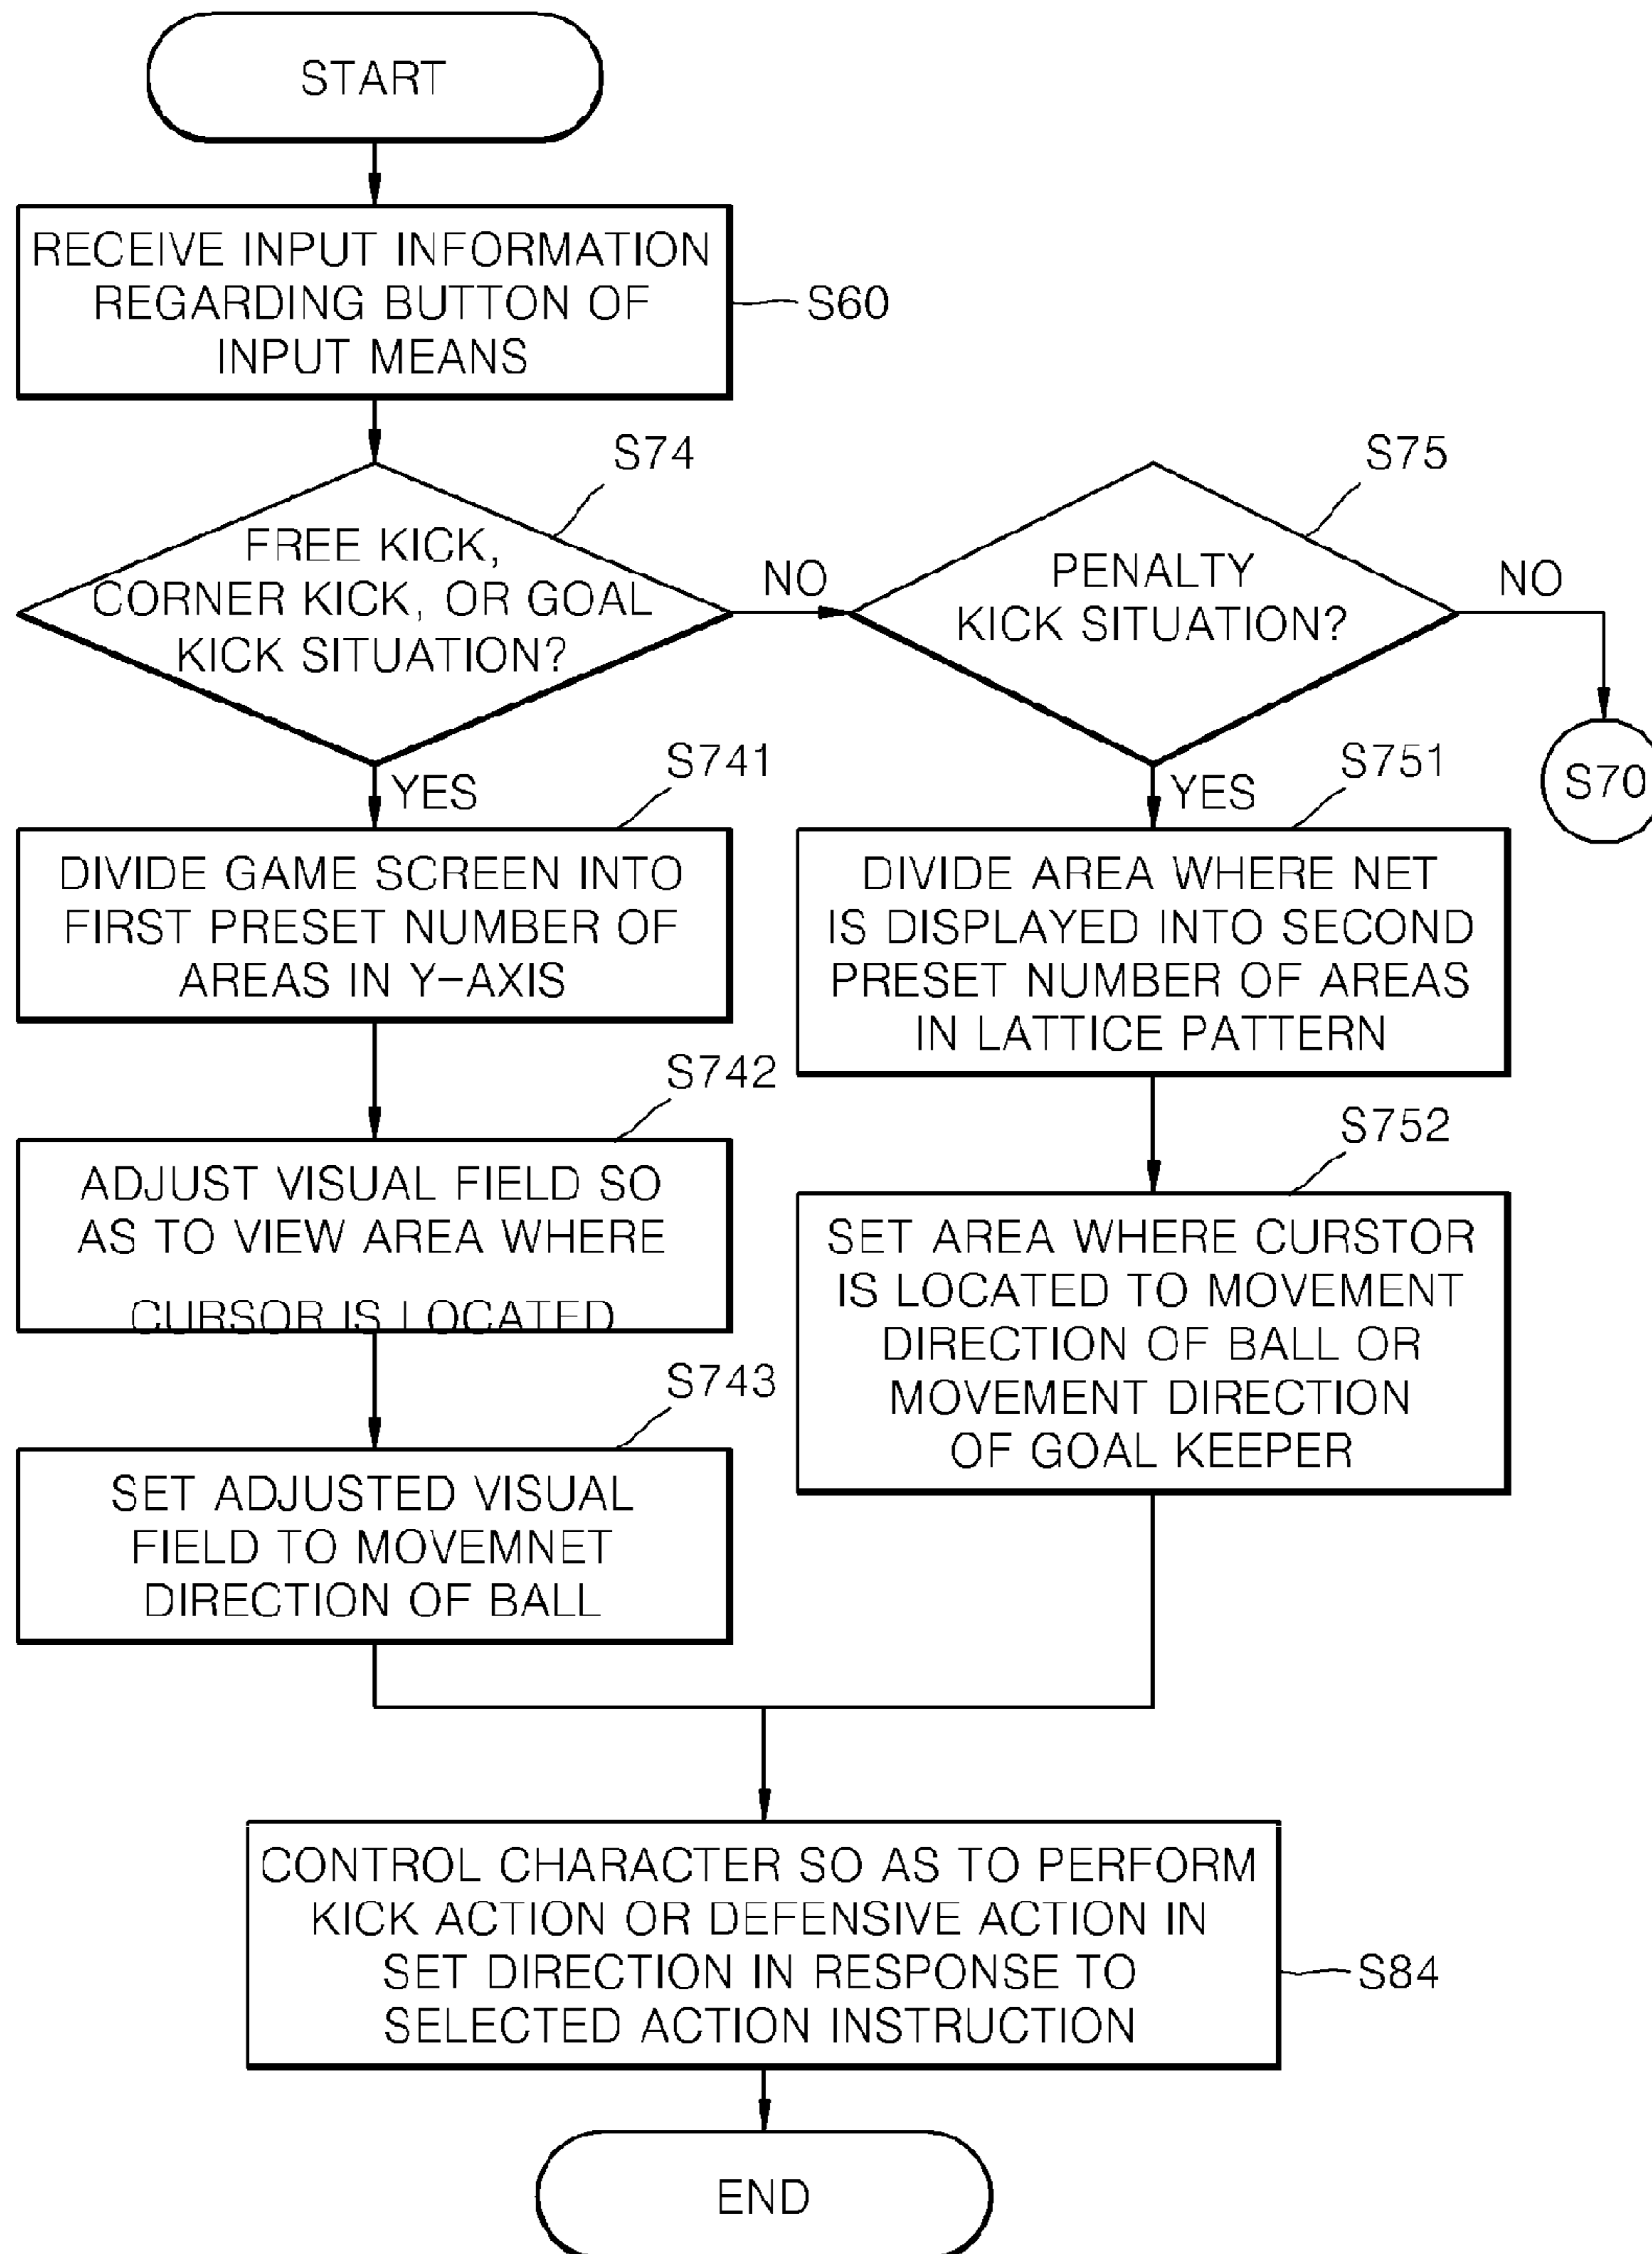 START
RECEIVE INPUT INFORMATION
REGARDING BUTTON OF
INPUT MEANS
S60
S74
FREE KICK,
CORNER KICK, OR GOAL
KICK SITUATION?
NO
YES
S75
PENALTY
KICK SITUATION?
NO
YES
S70
S741
DIVIDE GAME SCREEN INTO
FIRST PRESET NUMBER OF
AREAS IN Y-AXIS
S742
ADJUST VISUAL FIELD SO
AS TO VIEW AREA WHERE
CURSOR IS LOCATED
S743
SET ADJUSTED VISUAL
FIELD TO MOVEMNET
DIRECTION OF BALL
S751
DIVIDE AREA WHERE NET
IS DISPLAYED INTO SECOND
PRESET NUMBER OF AREAS
IN LATTICE PATTERN
S752
SET AREA WHERE CURSTOR
IS LOCATED TO MOVEMENT
DIRECTION OF BALL OR
MOVEMENT DIRECTION
OF GOAL KEEPER
CONTROL CHARACTER SO AS TO PERFORM
KICK ACTION OR DEFENSIVE ACTION IN
SET DIRECTION IN RESPONSE TO
SELECTED ACTION INSTRUCTION
S84
END